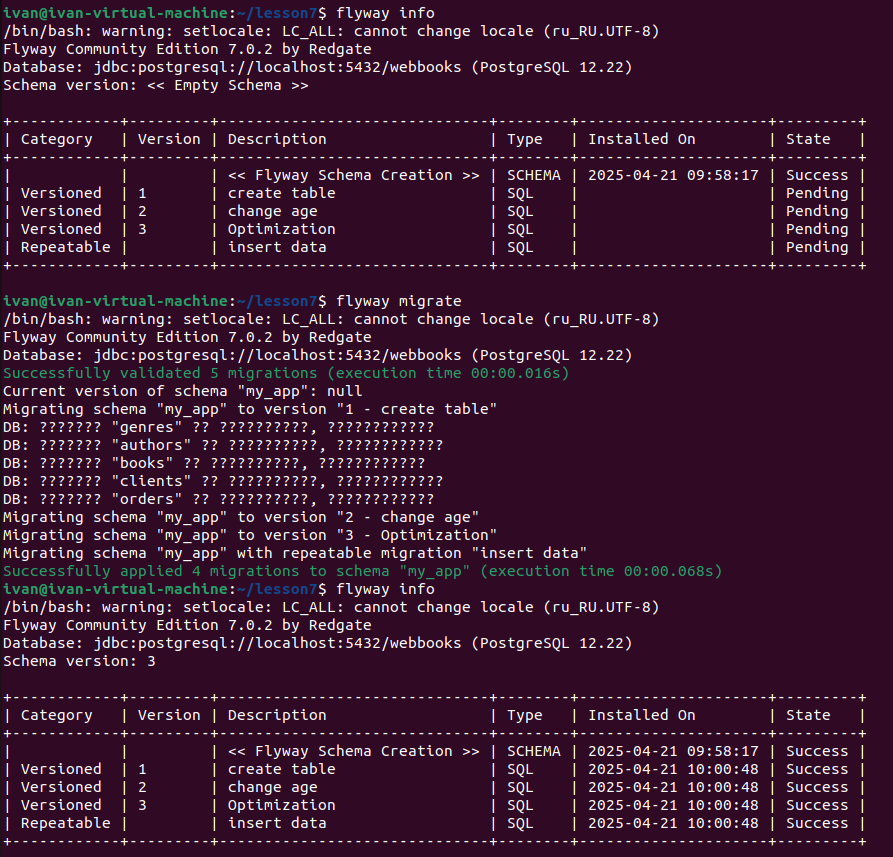 ivan@ivan-virtual-machine:~/lesson7$ flyway info
/bin/bash: warning: setlocale: LC_ALL: cannot change locale (ru_RU.UTF-8)
Flyway Community Edition 7.0.2 by Redgate
Database: jdbc:postgresql://localhost:5432/webbooks (PostgreSQL 12.22)
Schema version: << Empty Schema >>

+------------+---------+------------------------------+--------+---------------------+---------+
| Category   | Version | Description                  | Type   | Installed On        | State   |
+------------+---------+------------------------------+--------+---------------------+---------+
|            |         | << Flyway Schema Creation >> | SCHEMA | 2025-04-21 09:58:17 | Success |
| Versioned  | 1       | create table                 | SQL    |                     | Pending |
| Versioned  | 2       | change age                   | SQL    |                     | Pending |
| Versioned  | 3       | Optimization                 | SQL    |                     | Pending |
| Repeatable |         | insert data                  | SQL    |                     | Pending |
+------------+---------+------------------------------+--------+---------------------+---------+

ivan@ivan-virtual-machine:~/lesson7$ flyway migrate
/bin/bash: warning: setlocale: LC_ALL: cannot change locale (ru_RU.UTF-8)
Flyway Community Edition 7.0.2 by Redgate
Database: jdbc:postgresql://localhost:5432/webbooks (PostgreSQL 12.22)
Successfully validated 5 migrations (execution time 00:00.016s)
Current version of schema "my_app": null
Migrating schema "my_app" to version "1 - create table"
DB: ??????? "genres" ?? ??????????, ????????????
DB: ??????? "authors" ?? ??????????, ????????????
DB: ??????? "books" ?? ??????????, ????????????
DB: ??????? "clients" ?? ??????????, ????????????
DB: ??????? "orders" ?? ??????????, ????????????
Migrating schema "my_app" to version "2 - change age"
Migrating schema "my_app" to version "3 - Optimization"
Migrating schema "my_app" with repeatable migration "insert data"
Successfully applied 4 migrations to schema "my_app" (execution time 00:00.068s)
ivan@ivan-virtual-machine:~/lesson7$ flyway info
/bin/bash: warning: setlocale: LC_ALL: cannot change locale (ru_RU.UTF-8)
Flyway Community Edition 7.0.2 by Redgate
Database: jdbc:postgresql://localhost:5432/webbooks (PostgreSQL 12.22)
Schema version: 3

+------------+---------+------------------------------+--------+---------------------+---------+
| Category   | Version | Description                  | Type   | Installed On        | State   |
+------------+---------+------------------------------+--------+---------------------+---------+
|            |         | << Flyway Schema Creation >> | SCHEMA | 2025-04-21 09:58:17 | Success |
| Versioned  | 1       | create table                 | SQL    | 2025-04-21 10:00:48 | Success |
| Versioned  | 2       | change age                   | SQL    | 2025-04-21 10:00:48 | Success |
| Versioned  | 3       | Optimization                 | SQL    | 2025-04-21 10:00:48 | Success |
| Repeatable |         | insert data                  | SQL    | 2025-04-21 10:00:48 | Success |
+------------+---------+------------------------------+--------+---------------------+---------+